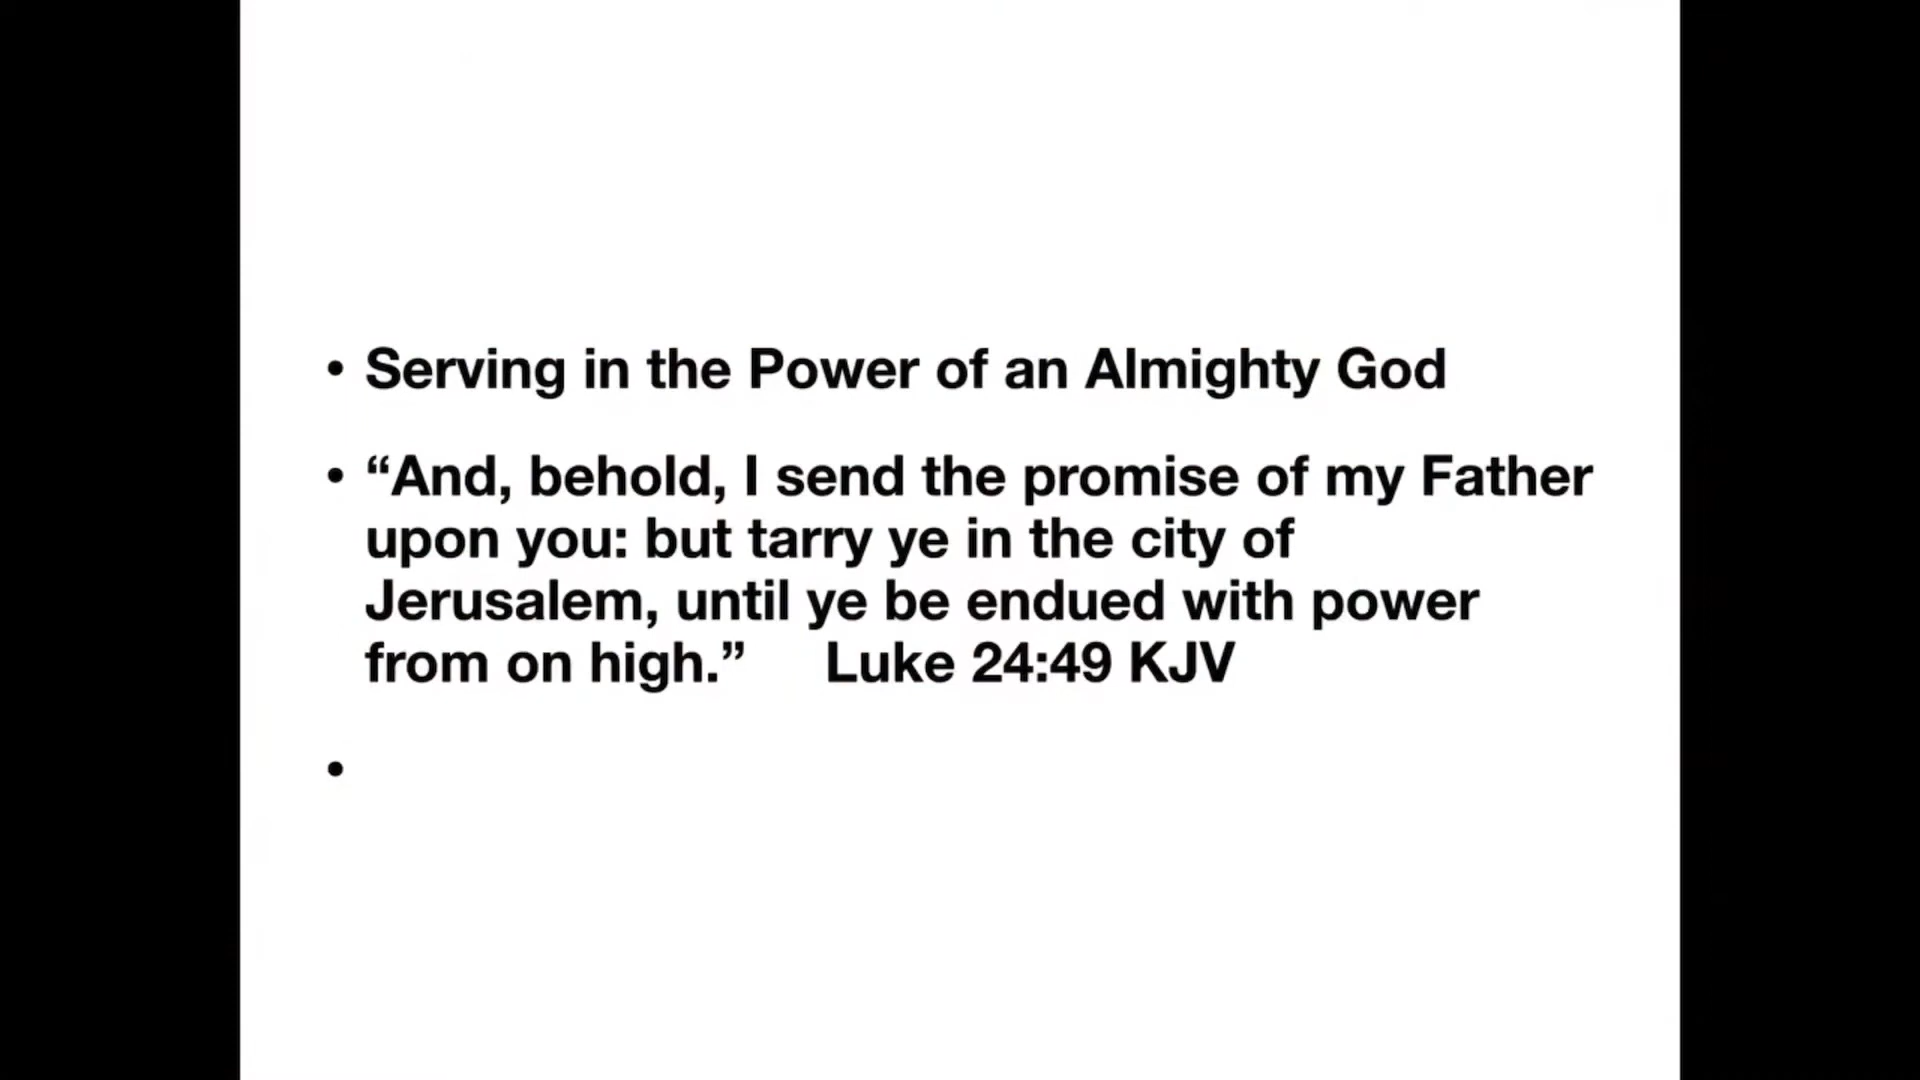 • Serving in the Power of an Almighty God
• “And, behold, I send the promise of my Father
upon you: but tarry ye in the city of
Jerusalem, until ye be endued with power
from on high.”     Luke 24:49 KJV
•